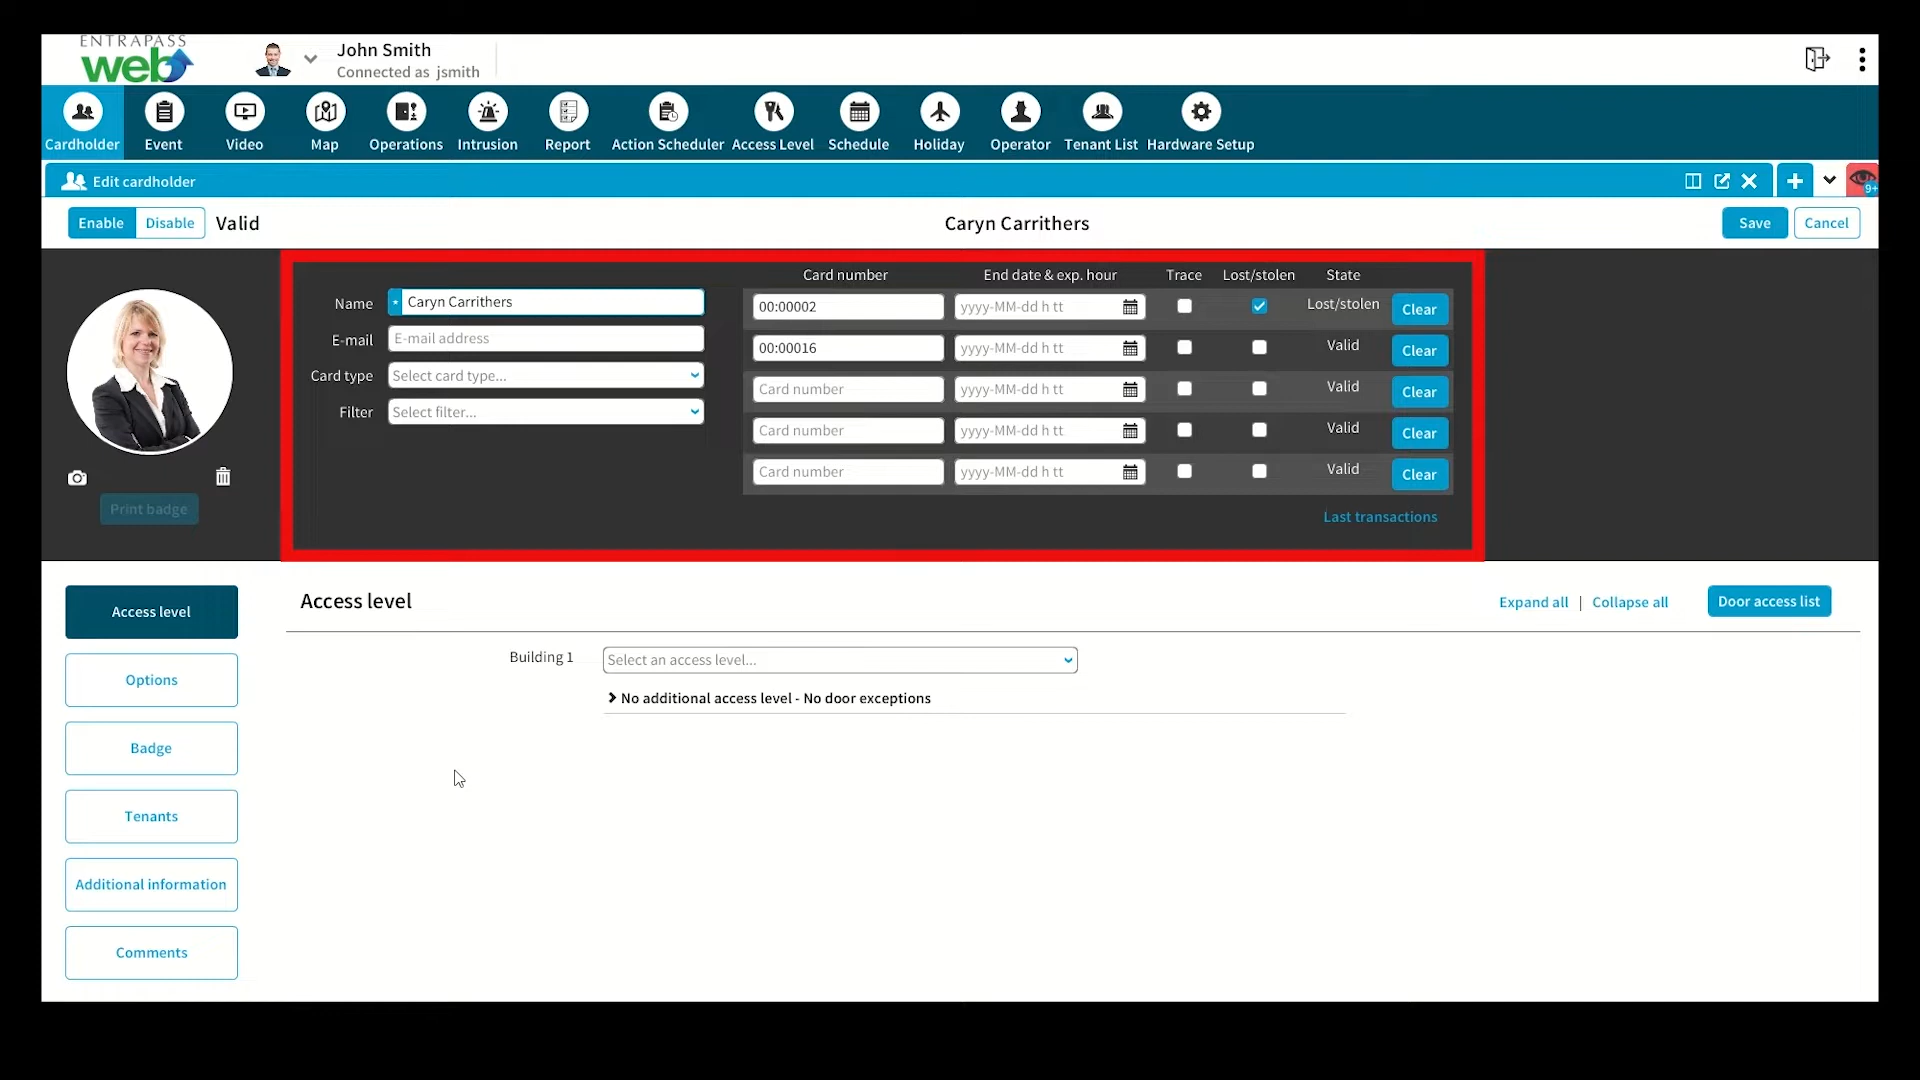 ENTRAPASS
web
John Smith
Connected as jsmith
Cardholder Event Video Map Operations Intrusion Report Action Scheduler Access Level Schedule Holiday Operator Tenant List Hardware Setup
Edit cardholder
9+
Enable Disable Valid Caryn Carrithers Save Cancel
Card number End date & exp. hour Trace Lost/stolen State
Name * Caryn Carrithers
E-mail E-mail address
Card type Select card type...
Filter Select filter...
00:00002 yyyy-MM-dd h tt Lost/stolen Clear
00:00016 yyyy-MM-dd h tt Valid Clear
Card number yyyy-MM-dd h tt Valid Clear
Card number yyyy-MM-dd h tt Valid Clear
Card number yyyy-MM-dd h tt Valid Clear
Last transactions
Print badge
Access level
Options
Badge
Tenants
Additional information
Comments
Access level Expand all | Collapse all Door access list
Building 1 Select an access level...
No additional access level - No door exceptions